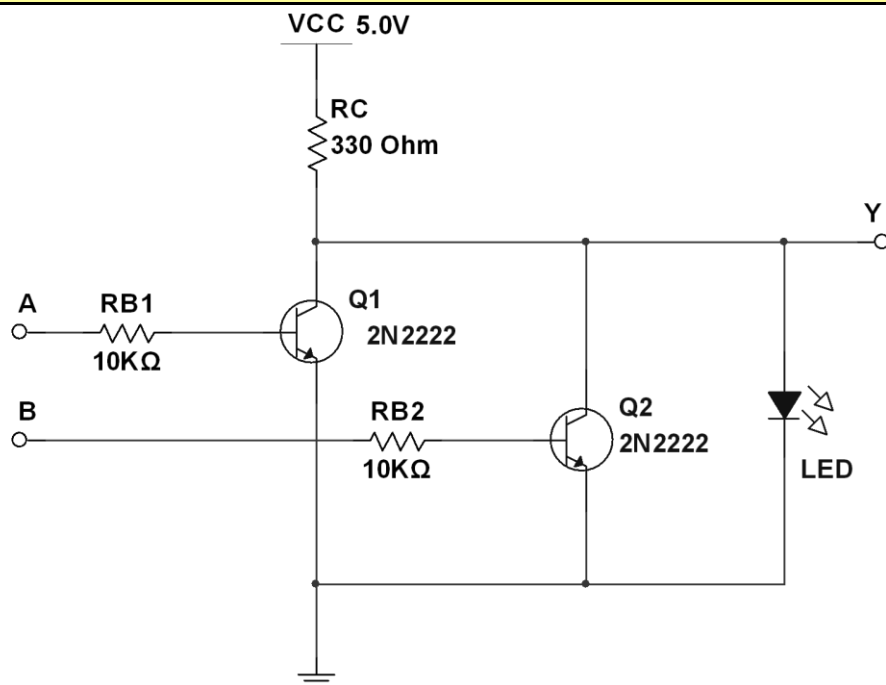 VCC 5.0V
RC
330 Ohm
Y
A
RB1
10KΩ
Q1
2N2222
B
RB2
10KΩ
Q2
2N2222
LED